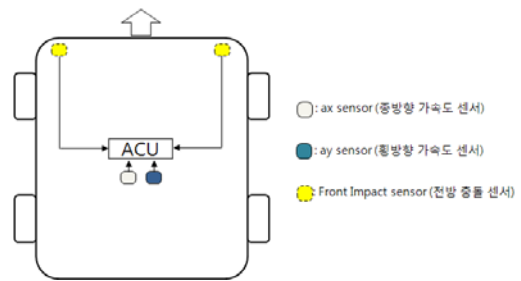 ACU
: ax sensor (종방향 가속도 센서)
: ay sensor (횡방향 가속도 센서)
: Front Impact sensor (전방 충돌 센서)